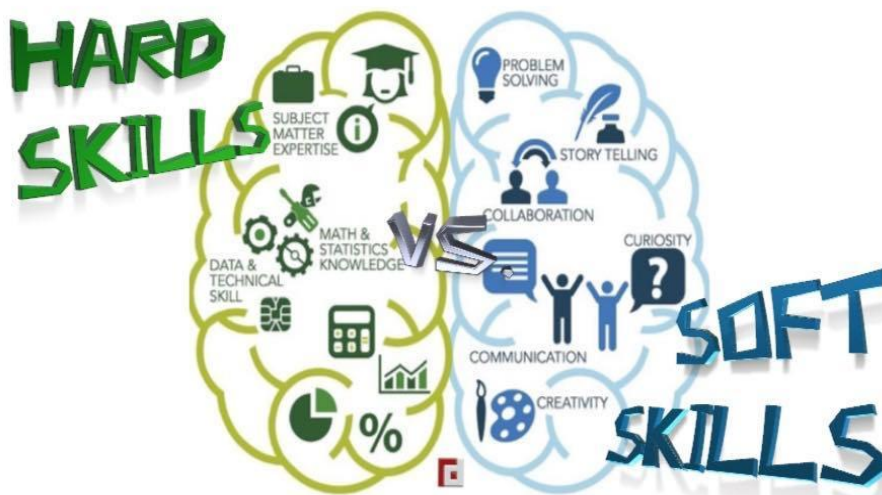 HARD
SKILLS
SUBJECT
MATTER
EXPERTISE
i
MATH &
STATISTICS
KNOWLEDGE
DATA &
TECHNICAL
SKILL
%
VS.
PROBLEM
SOLVING
STORY TELLING
COLLABORATION
CURIOSITY
?
COMMUNICATION
CREATIVITY
SOFT
SKILLS